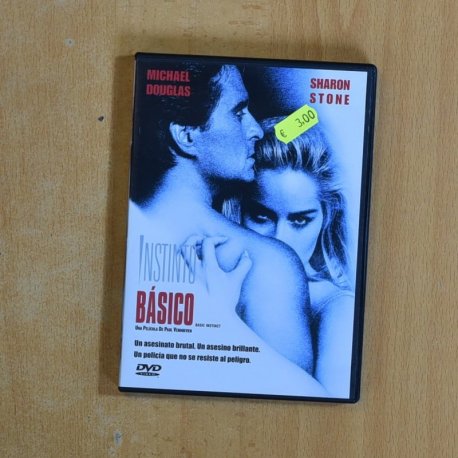 MICHAEL
DOUGLAS
SHARON
STONE
€ 3,00
INSTINTO
BÁSICO
UNA PELÍCULA DE PAUL VERHOEVEN
BASIC INSTINCT
Un asesinato brutal. Un asesino brillante.
Un policía que no se resiste al peligro.
DVD
VIDEO